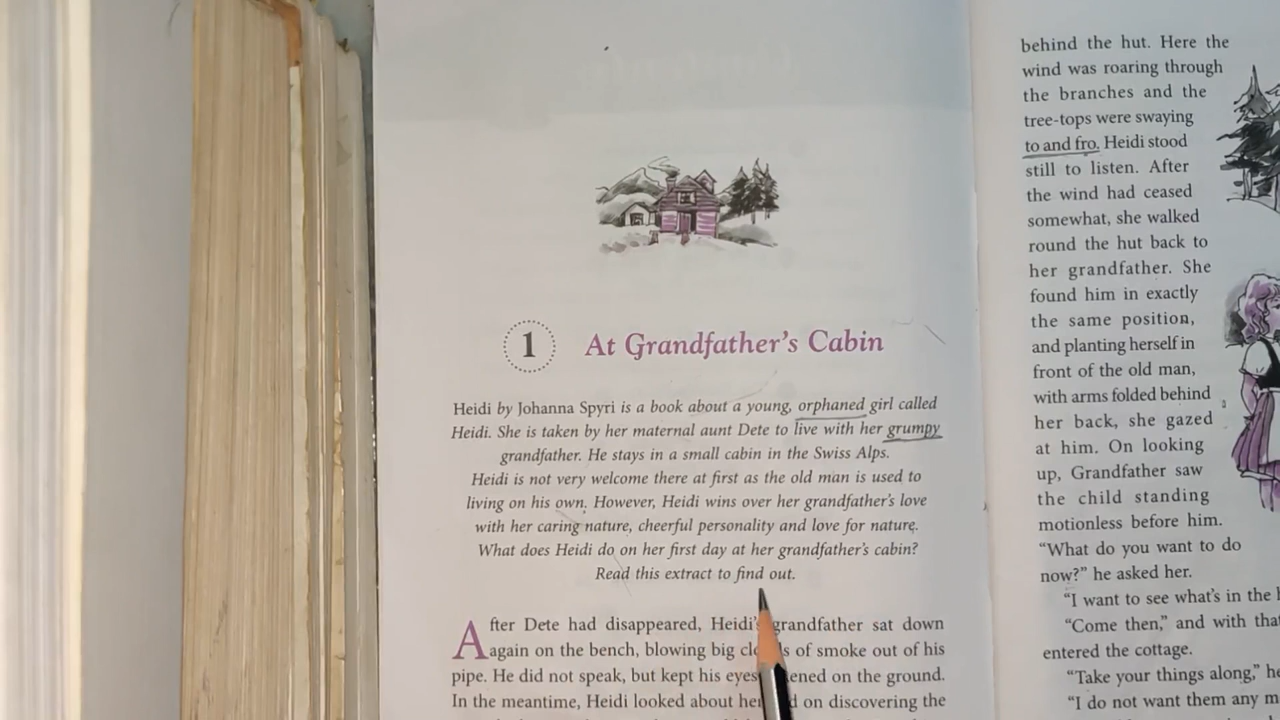 1 At Grandfather's Cabin
Heidi by Johanna Spyri is a book about a young, orphaned girl called
Heidi. She is taken by her maternal aunt Dete to live with her grumpy
grandfather. He stays in a small cabin in the Swiss Alps.
Heidi is not very welcome there at first as the old man is used to
living on his own. However, Heidi wins over her grandfather's love
with her caring nature, cheerful personality and love for nature.
What does Heidi do on her first day at her grandfather's cabin?
Read this extract to find out.
After Dete had disappeared, Heidi's grandfather sat down
again on the bench, blowing big of smoke out of his
pipe. He did not speak, but kept his eyes on the ground.
In the meantime, Heidi looked about on discovering the
behind the hut. Here the
wind was roaring through
the branches and the
tree-tops were swaying
to and fro. Heidi stood
still to listen. After
the wind had ceased
somewhat, she walked
round the hut back to
her grandfather. She
found him in exactly
the same position,
and planting herself in
front of the old man,
with arms folded behind
her back, she gazed
at him. On looking
up, Grandfather saw
the child standing
motionless before him.
"What do you want to do
now?" he asked her.
"I want to see what's in the
"Come then," and with
entered the cottage.
"Take your things along,"
"I do not want them any